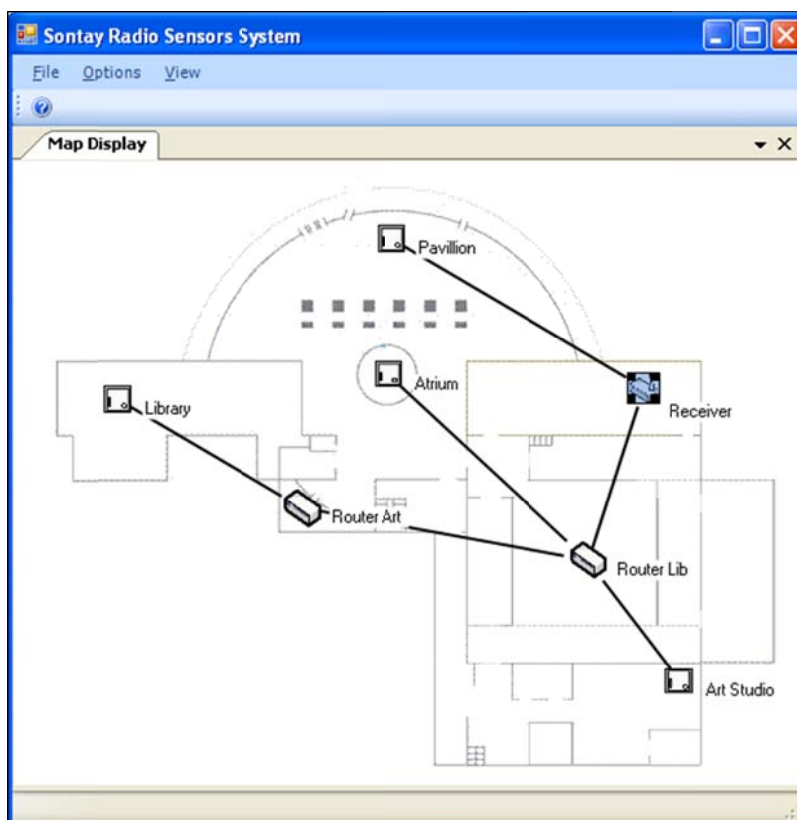 Sontay Radio Sensors System
File Options View
Map Display
Pavillion
Atrium
Library
Receiver
Router Art
Router Lib
Art Studio